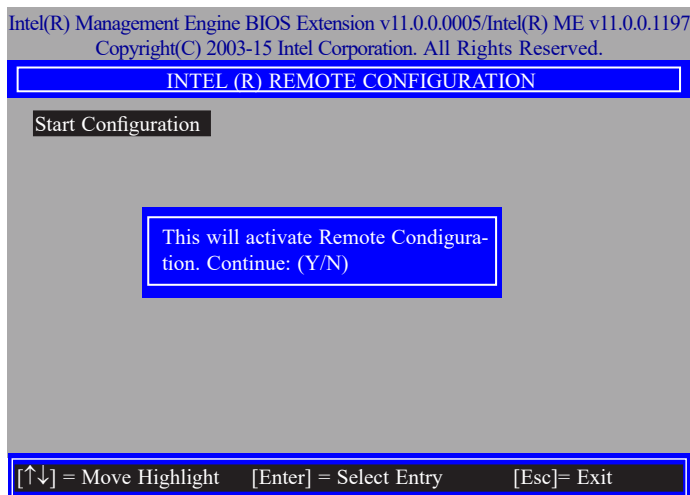 Intel(R) Management Engine BIOS Extension v11.0.0.0005/Intel(R) ME v11.0.0.1197
Copyright(C) 2003-15 Intel Corporation. All Rights Reserved.
INTEL (R) REMOTE CONFIGURATION
Start Configuration
This will activate Remote Condigura-
tion. Continue: (Y/N)
[↑↓] = Move Highlight [Enter] = Select Entry [Esc]= Exit